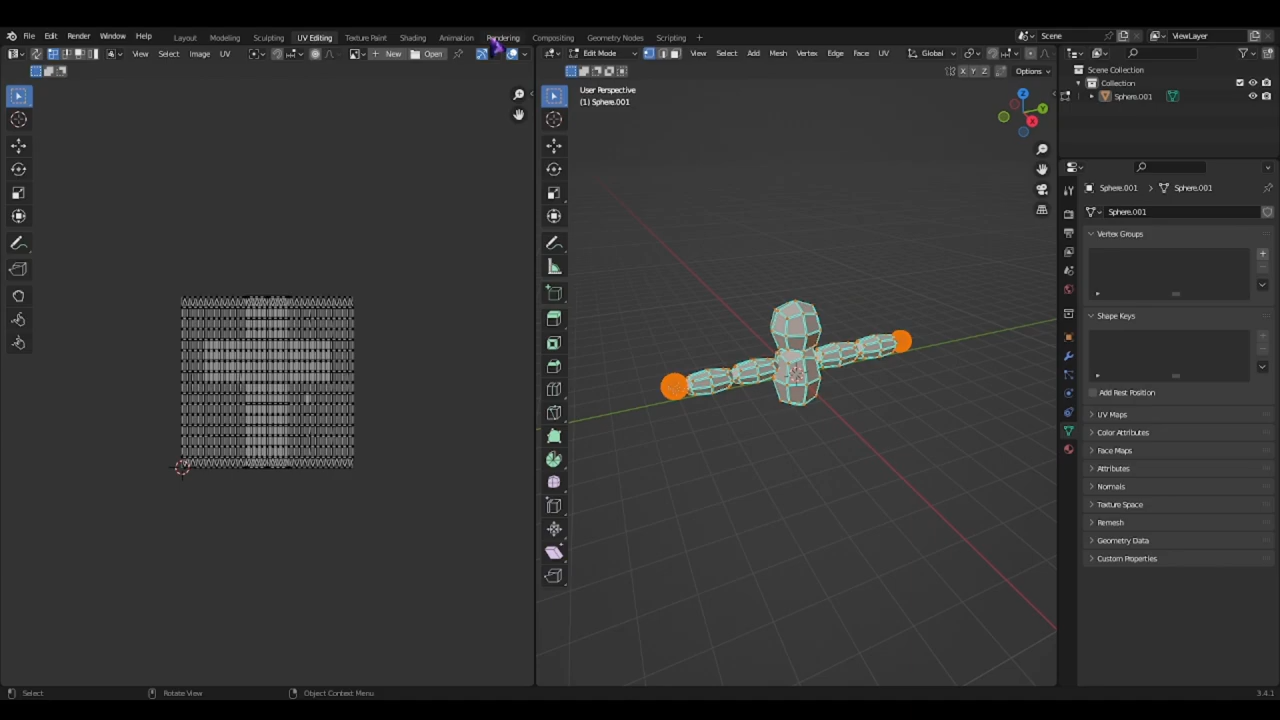 File Edit Render Window Help Layout Modeling Sculpting UV Editing Texture Paint Shading Animation Rendering Compositing Geometry Nodes Scripting + Scene ViewLayer
View Select Image UV New Open Edit Mode View Select Add Mesh Vertex Edge Face UV Global
X Y Z Options
Scene Collection
Collection
Sphere.001
User Perspective
(1) Sphere.001
Z
Y
X
Sphere.001 Sphere.001
Sphere.001
Vertex Groups
Shape Keys
Add Rest Position
UV Maps
Color Attributes
Face Maps
Attributes
Normals
Texture Space
Remesh
Geometry Data
Custom Properties
Select Rotate View Object Context Menu 3.4.1